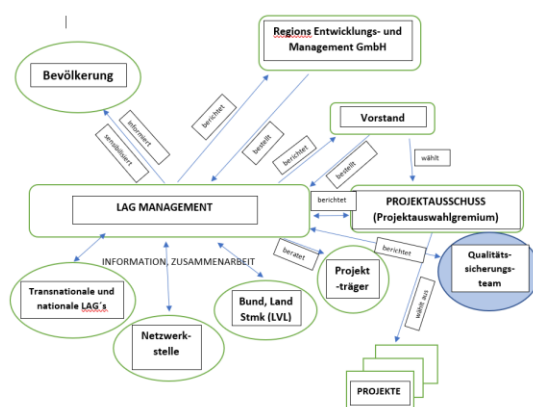 Regions Entwicklungs- und
Management GmbH
Bevölkerung
Vorstand
informiert
sensibilisiert
berichtet
bestellt
berichtet
bestellt
wählt
LAG MANAGEMENT
berichtet
PROJEKTAUSSCHUSS
(Projektauswahlgremium)
INFORMATION, ZUSAMMENARBEIT
beratet
berichtet
Transnationale und
nationale LAG´s
Netzwerk-
stelle
Bund, Land
Stmk (LVL)
Projekt
-träger
Qualitäts-
sicherungs-
team
wählt aus
PROJEKTE